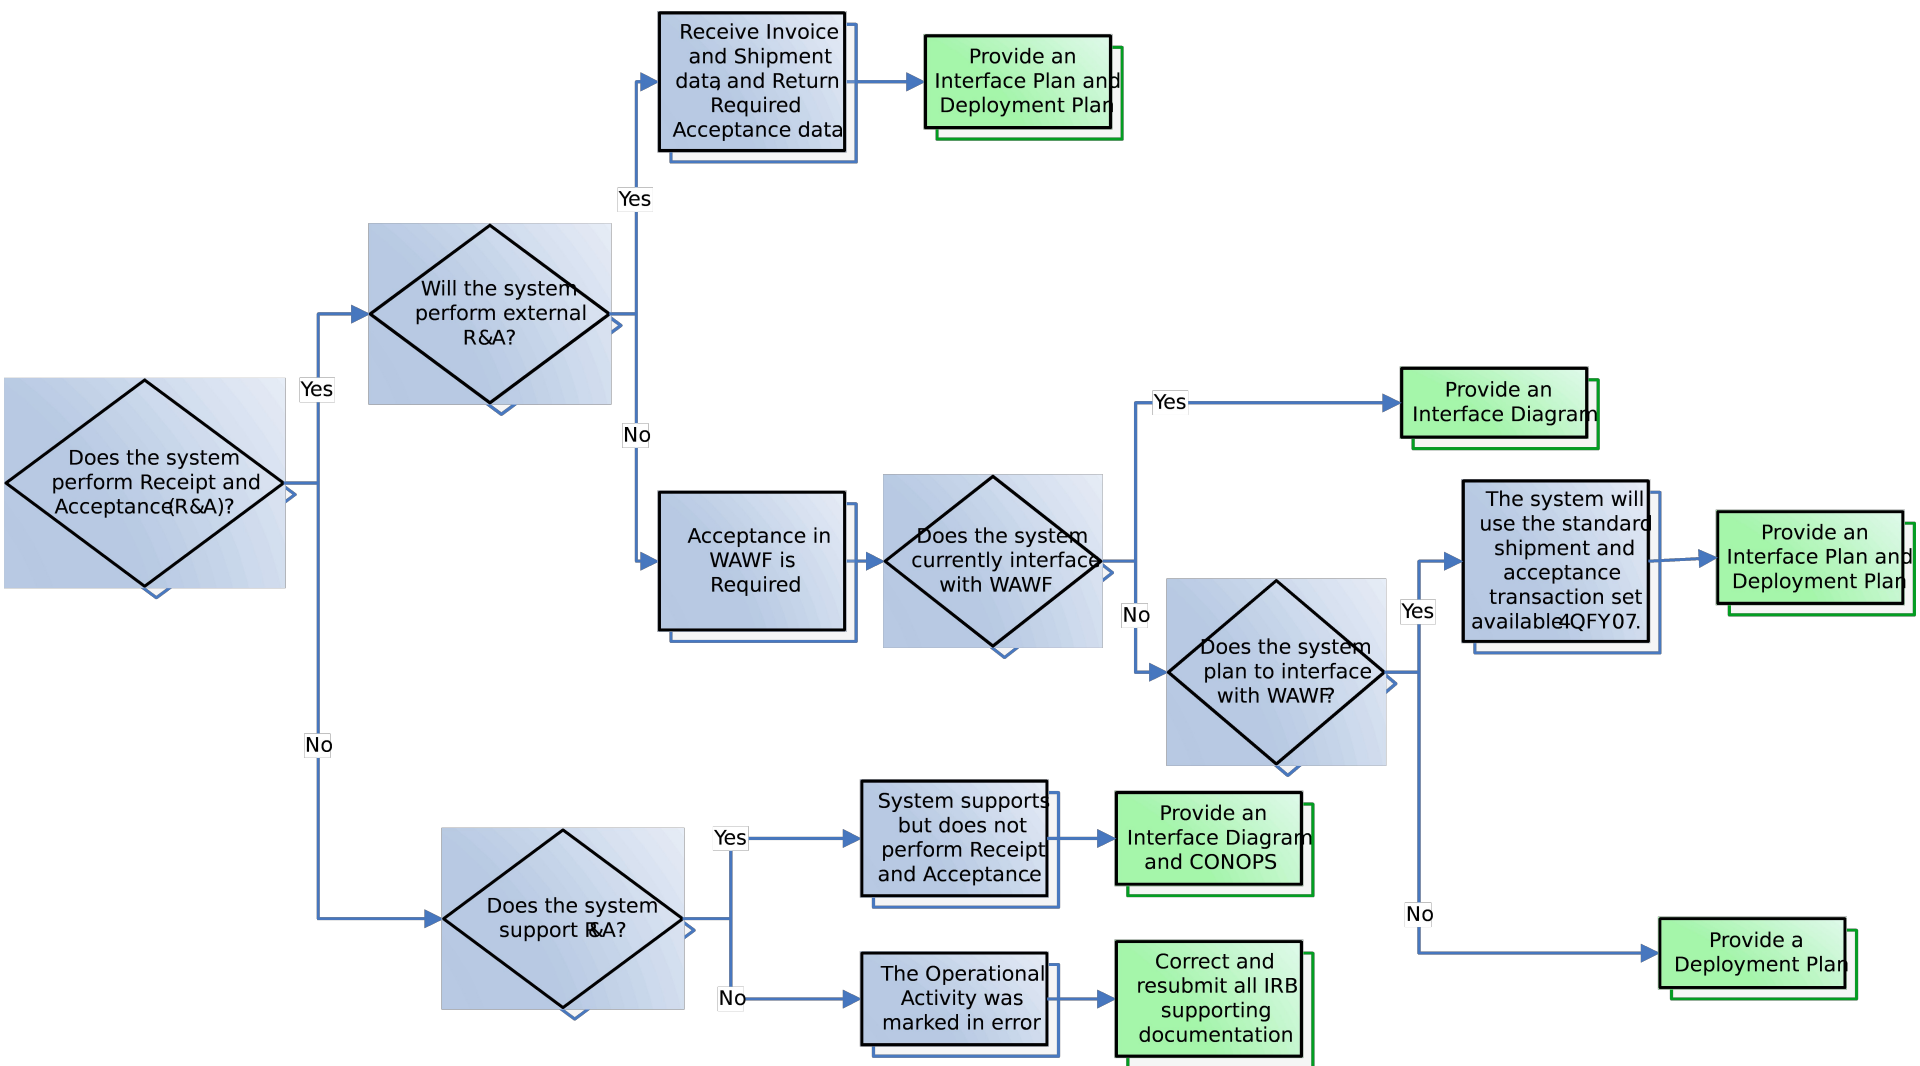 Receive Invoice
and Shipment
data, and Return
Required
Acceptance data.
Provide an
Interface Plan and
Deployment Plan
Yes
Will the system
perform external
R&A?
Yes
No
Does the system
perform Receipt and
Acceptance (R&A)?
Acceptance in
WAWF is
Required
Does the system
currently interface
with WAWF
Yes
Provide an
Interface Diagram
No
Does the system
plan to interface
with WAWF?
Yes
The system will
use the standard
shipment and
acceptance
transaction set
available 4QFY07.
Provide an
Interface Plan and
Deployment Plan
No
Provide a
Deployment Plan
No
Does the system
support R&A?
Yes
System supports
but does not
perform Receipt
and Acceptance.
Provide an
Interface Diagram
and CONOPS
No
The Operational
Activity was
marked in error.
Correct and
resubmit all IRB
supporting
documentation